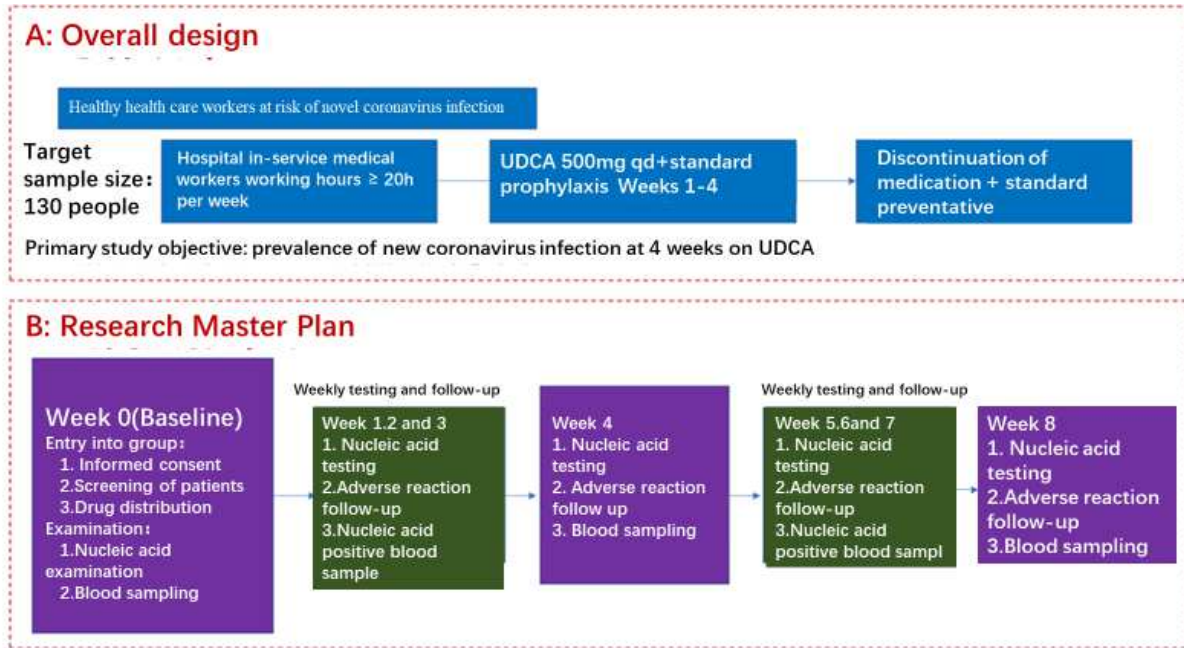 A: Overall design
Healthy health care workers at risk of novel coronavirus infection
Target
sample size:
130 people
Hospital in-service medical
workers working hours ≥ 20h
per week
UDCA 500mg qd+standard
prophylaxis Weeks 1-4
Discontinuation of
medication + standard
preventative
Primary study objective: prevalence of new coronavirus infection at 4 weeks on UDCA
B: Research Master Plan
Week 0(Baseline)
Entry into group:
1. Informed consent
2.Screening of patients
3.Drug distribution
Examination:
1.Nucleic acid
examination
2.Blood sampling
Weekly testing and follow-up
Week 1.2 and 3
1. Nucleic acid
testing
2.Adverse reaction
follow-up
3.Nucleic acid
positive blood
sample
Week 4
1. Nucleic acid
testing
2. Adverse reaction
follow up
3. Blood sampling
Weekly testing and follow-up
Week 5.6and 7
1. Nucleic acid
testing
2.Adverse reaction
follow-up
3.Nucleic acid
positive blood sampl
Week 8
1. Nucleic acid
testing
2.Adverse reaction
follow-up
3.Blood sampling